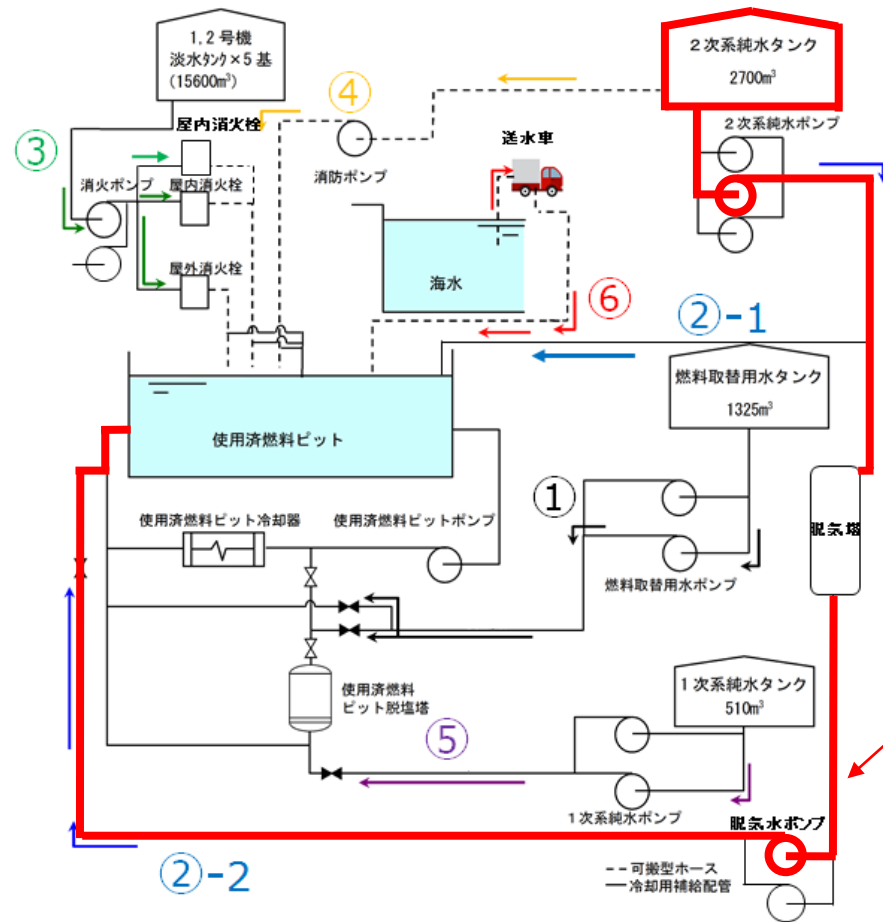 1,2号機
淡水タンク×5基
(15600m³)
2次系純水タンク
2700m³
④
屋内消火栓
2次系純水ポンプ
送水車
③
消火ポンプ
屋内消火栓
消防ポンプ
屋外消火栓
海水
⑥
②-1
燃料取替用水タンク
1325m³
使用済燃料ピット
①
使用済燃料ピット冷却器
使用済燃料ピットポンプ
脱気塔
燃料取替用水ポンプ
1次系純水タンク
510m³
使用済燃料
ピット脱塩塔
⑤
1次系純水ポンプ
脱気水ポンプ
②-2
--可搬型ホース
—冷却用補給配管